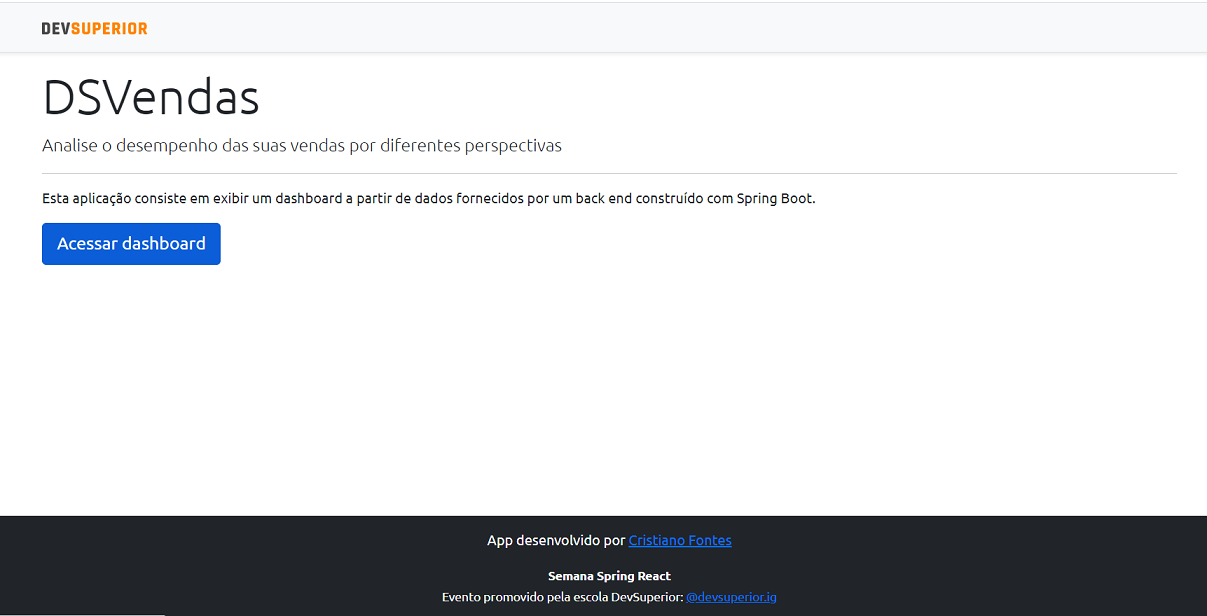 DEVSUPERIOR
DSVendas
Analise o desempenho das suas vendas por diferentes perspectivas
Esta aplicação consiste em exibir um dashboard a partir de dados fornecidos por um back end construído com Spring Boot.
Acessar dashboard
App desenvolvido por Cristiano Fontes
Semana Spring React
Evento promovido pela escola DevSuperior: @devsuperior.ig